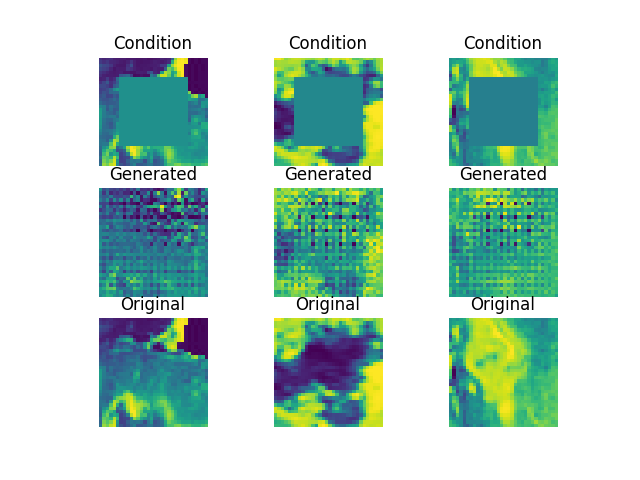 Condition Condition Condition
Generated Generated Generated
Original Original Original